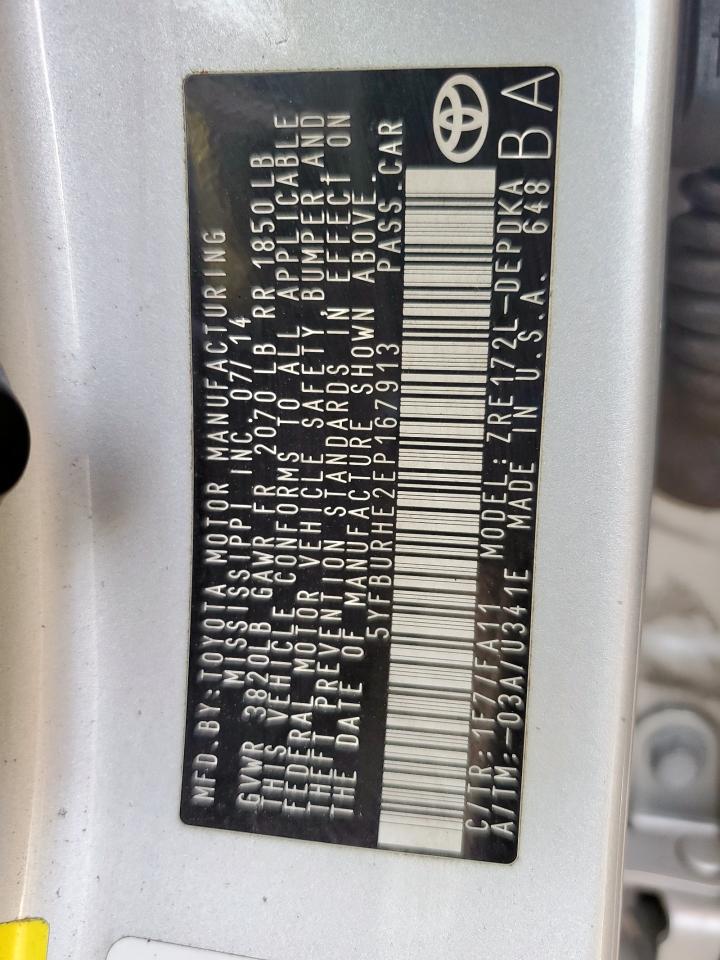 MFD.BY:TOYOTA MOTOR MANUFACTURING
MISSISSIPPI INC.07/14
GVWR 3820LB GAWR FR 2070LB RR 1850LB
THIS VEHICLE CONFORMS TO ALL APPLICABLE
FEDERAL MOTOR VEHICLE SAFETY, BUMPER AND
THEFT PREVENTION STANDARDS IN EFFECT ON
THE DATE OF MANUFACTURE SHOWN ABOVE.
5YFBURHE2EP167913 PASS.CAR
C/TR:1F7/FA11 MODEL:ZRE172L-DEPDKA
A/TM:-03A/U341E MADE IN U.S.A. 648 BA